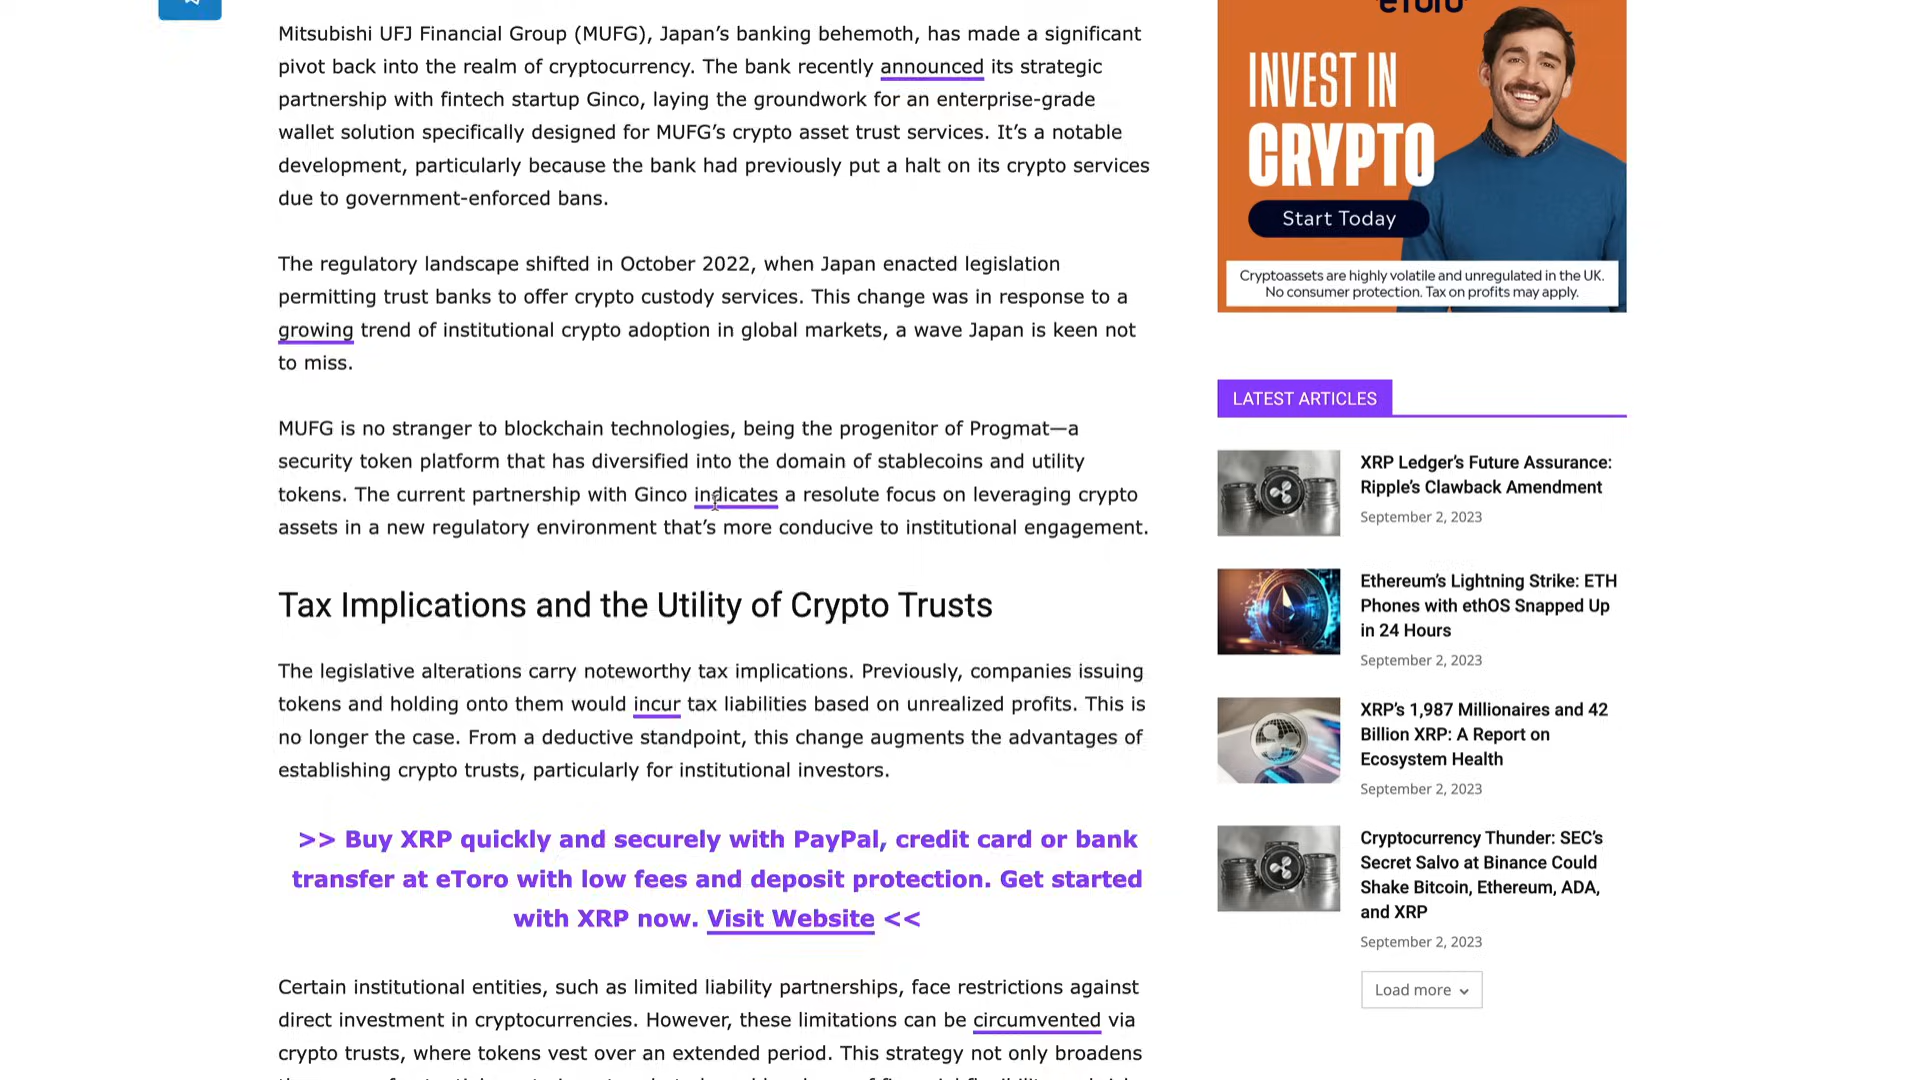 Mitsubishi UFJ Financial Group (MUFG), Japan’s banking behemoth, has made a significant
pivot back into the realm of cryptocurrency. The bank recently announced its strategic
partnership with fintech startup Ginco, laying the groundwork for an enterprise-grade
wallet solution specifically designed for MUFG’s crypto asset trust services. It’s a notable
development, particularly because the bank had previously put a halt on its crypto services
due to government-enforced bans.
The regulatory landscape shifted in October 2022, when Japan enacted legislation
permitting trust banks to offer crypto custody services. This change was in response to a
growing trend of institutional crypto adoption in global markets, a wave Japan is keen not
to miss.
MUFG is no stranger to blockchain technologies, being the progenitor of Progmat—a
security token platform that has diversified into the domain of stablecoins and utility
tokens. The current partnership with Ginco indicates a resolute focus on leveraging crypto
assets in a new regulatory environment that’s more conducive to institutional engagement.
Tax Implications and the Utility of Crypto Trusts
The legislative alterations carry noteworthy tax implications. Previously, companies issuing
tokens and holding onto them would incur tax liabilities based on unrealized profits. This is
no longer the case. From a deductive standpoint, this change augments the advantages of
establishing crypto trusts, particularly for institutional investors.
>> Buy XRP quickly and securely with PayPal, credit card or bank
transfer at eToro with low fees and deposit protection. Get started
with XRP now. Visit Website <<
Certain institutional entities, such as limited liability partnerships, face restrictions against
direct investment in cryptocurrencies. However, these limitations can be circumvented via
crypto trusts, where tokens vest over an extended period. This strategy not only broadens
eToro
INVEST IN
CRYPTO
Start Today
Cryptoassets are highly volatile and unregulated in the UK.
No consumer protection. Tax on profits may apply.
LATEST ARTICLES
XRP Ledger’s Future Assurance:
Ripple’s Clawback Amendment
September 2, 2023
Ethereum’s Lightning Strike: ETH
Phones with ethOS Snapped Up
in 24 Hours
September 2, 2023
XRP’s 1,987 Millionaires and 42
Billion XRP: A Report on
Ecosystem Health
September 2, 2023
Cryptocurrency Thunder: SEC’s
Secret Salvo at Binance Could
Shake Bitcoin, Ethereum, ADA,
and XRP
September 2, 2023
Load more